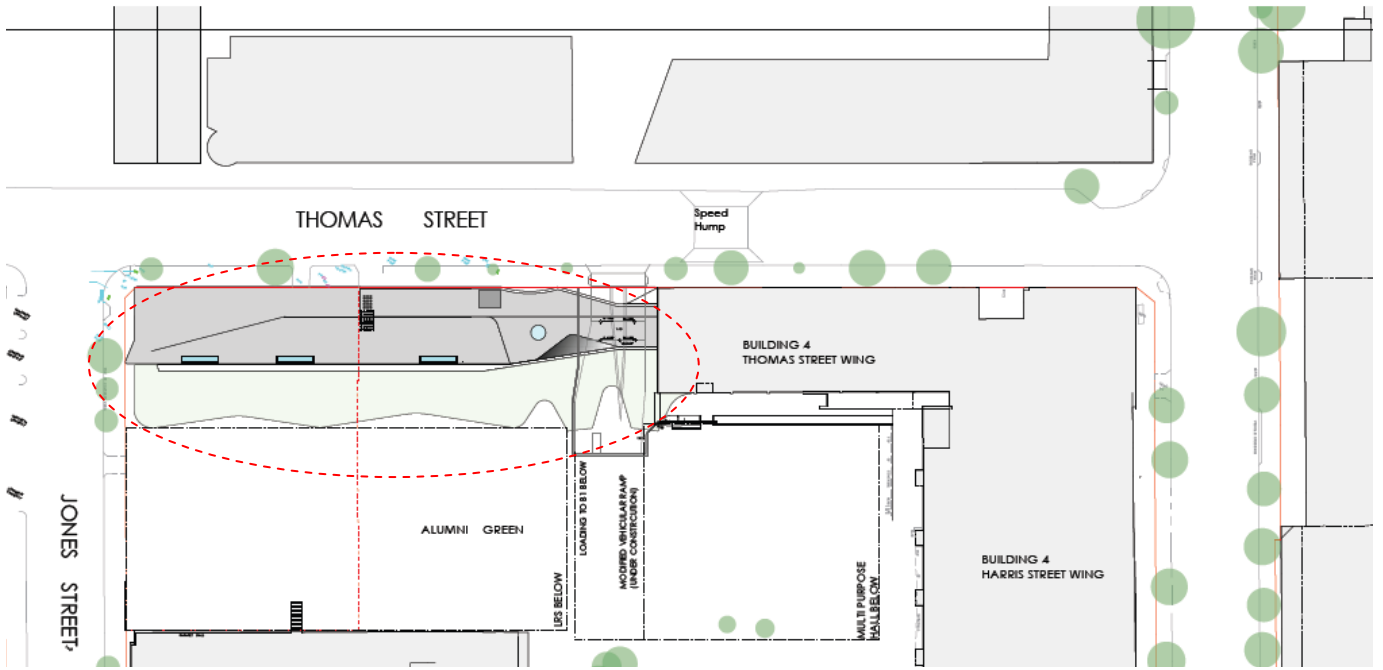 THOMAS STREET
Speed
Hump
BUILDING 4
THOMAS STREET WING
JONES STREET
ALUMNI GREEN
LRS BELOW
LOADING TO B1 BELOW
MODIFIED VEHICULAR RAMP
(UNDER CONSTRCUTION)
MULTI PURPOSE
HALL BELOW
BUILDING 4
HARRIS STREET WING